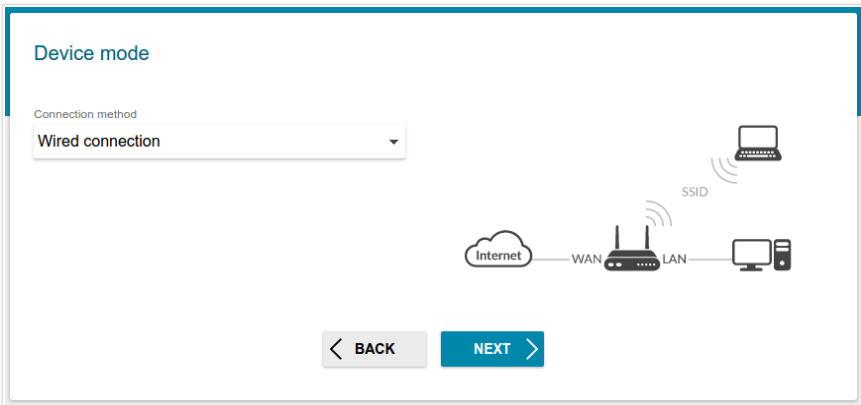 Device mode
Connection method
Wired connection
SSID
Internet
WAN
LAN
BACK
NEXT